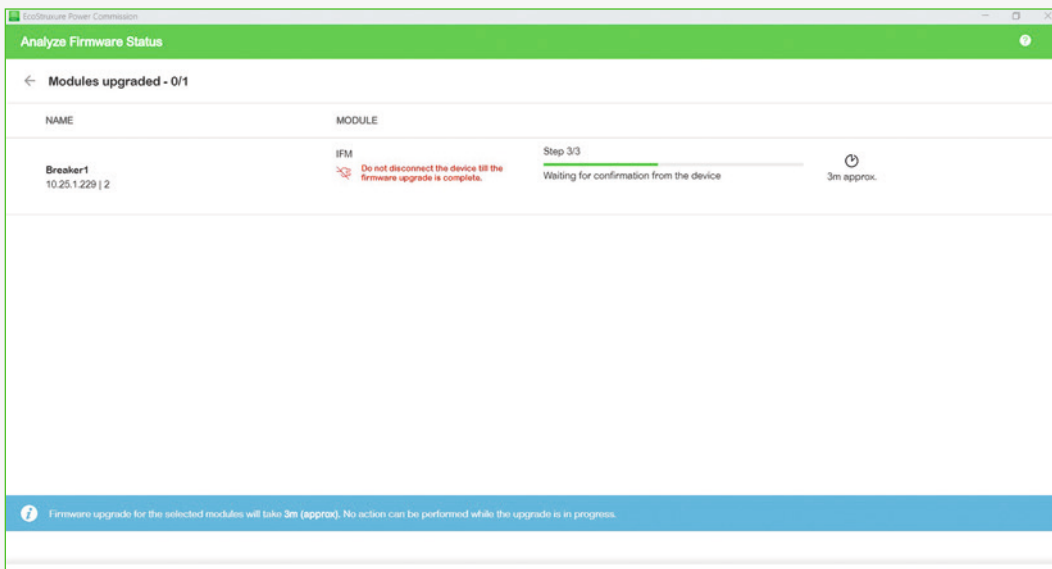 EcoStruxure Power Commission
Analyze Firmware Status
Modules upgraded - 0/1
NAME
MODULE
Breaker1
10.25.1.229 | 2
IFM
Do not disconnect the device till the
firmware upgrade is complete.
Step 3/3
Waiting for confirmation from the device
3m approx.
Firmware upgrade for the selected modules will take 3m (approx). No action can be performed while the upgrade is in progress.